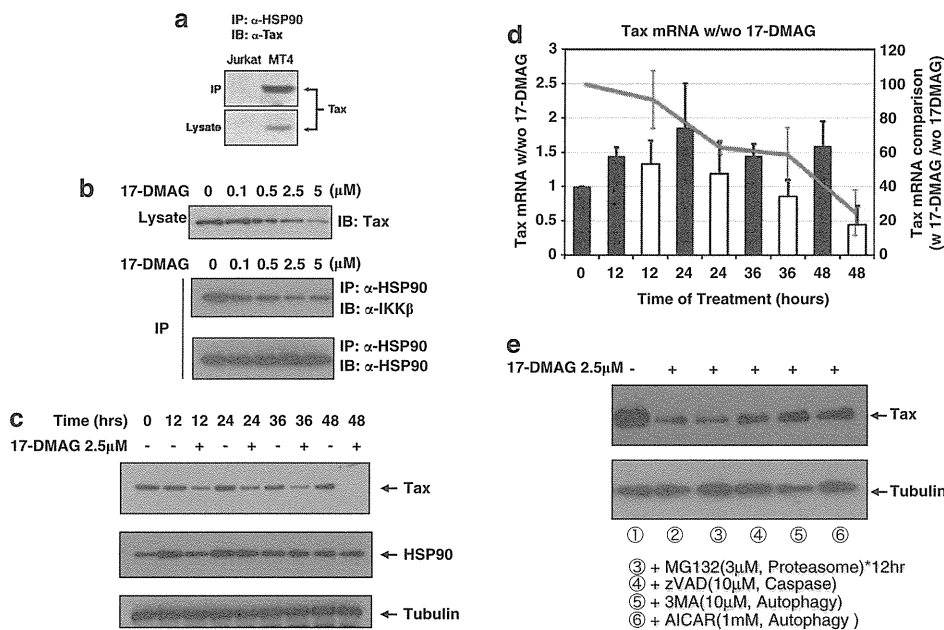 a
IP: α-HSP90
IB: α-Tax
Jurkat MT4
IP
Lysate
Tax
b
17-DMAG 0 0.1 0.5 2.5 5 (μM)
Lysate
IB: Tax
17-DMAG 0 0.1 0.5 2.5 5 (μM)
IP
IP: α-HSP90
IB: α-IKKβ
IP: α-HSP90
IB: α-HSP90
c
Time (hrs) 0 12 12 24 24 36 36 48 48
17-DMAG 2.5μM - - + - + - + - +
Tax
HSP90
Tubulin
d
Tax mRNA w/wo 17-DMAG
Tax mRNA w/wo 17-DMAG
3
2.5
2
1.5
1
0.5
0
120
100
80
60
40
20
0
Tax mRNA comparison
(w 17-DMAG /wo 17DMAG)
0 12 12 24 24 36 36 48 48
Time of Treatment (hours)
e
17-DMAG 2.5μM - + + + + +
Tax
Tubulin
① ② ③ ④ ⑤ ⑥
③ + MG132(3μM, Proteasome)*12hr
④ + zVAD(10μM, Caspase)
⑤ + 3MA(10μM, Autophagy)
⑥ + AICAR(1mM, Autophagy )